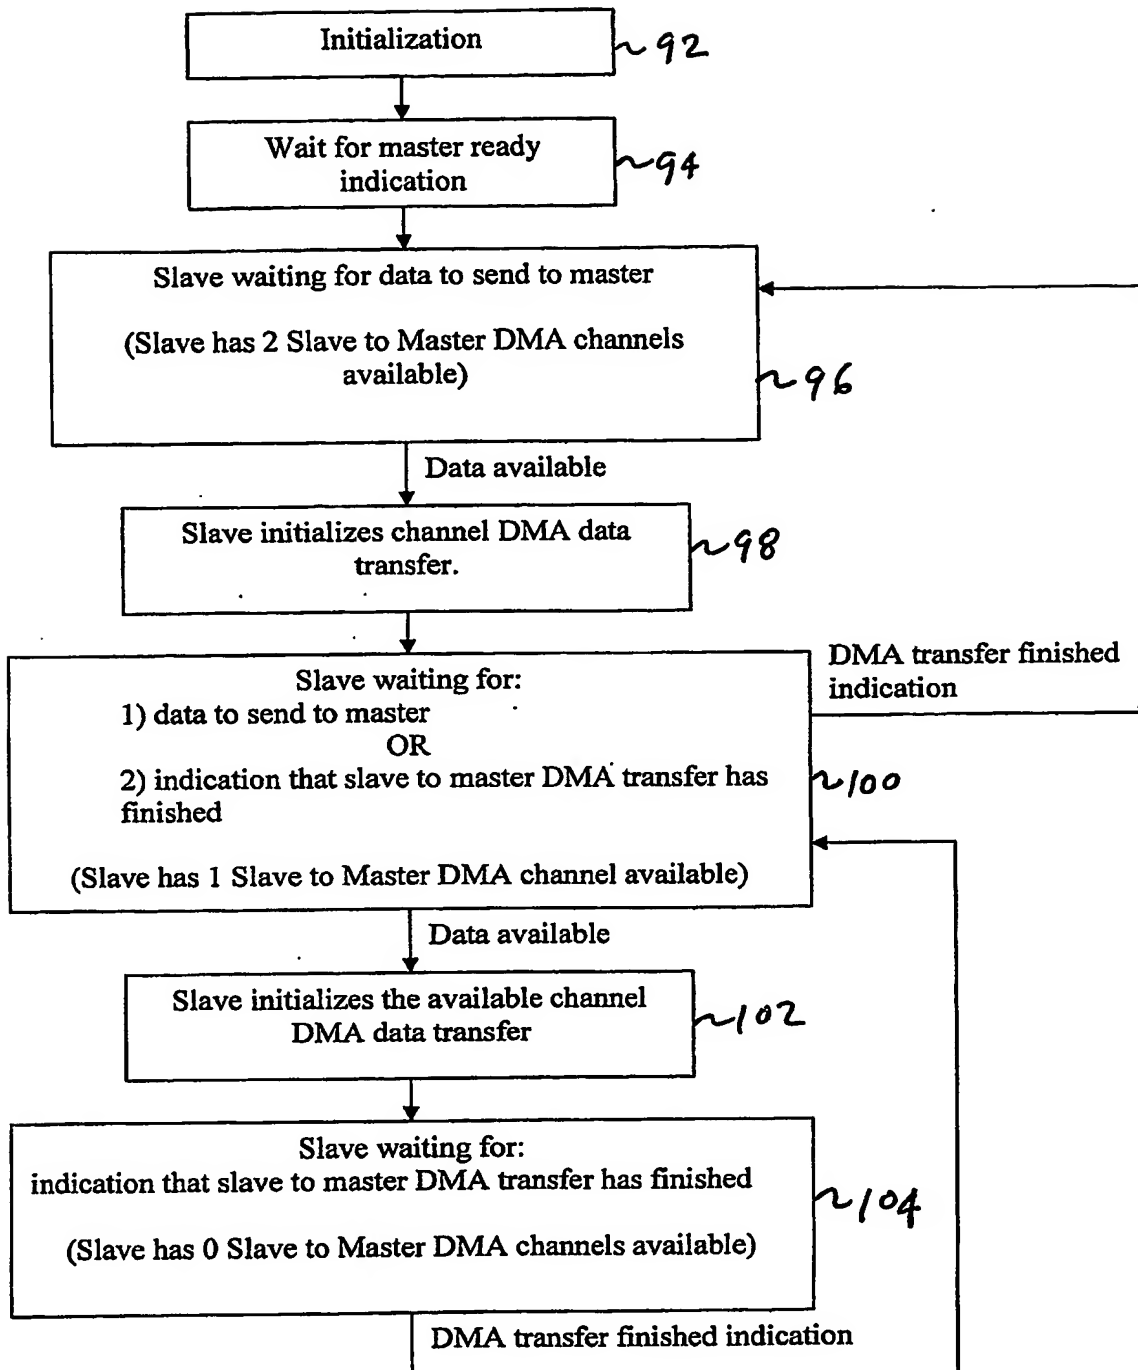 Initialization
~92
Wait for master ready
indication
~94
Slave waiting for data to send to master
(Slave has 2 Slave to Master DMA channels
available)
~96
Data available
Slave initializes channel DMA data
transfer.
~98
DMA transfer finished
indication
Slave waiting for:
1) data to send to master
OR
2) indication that slave to master DMA transfer has
finished
(Slave has 1 Slave to Master DMA channel available)
~100
Data available
Slave initializes the available channel
DMA data transfer
~102
Slave waiting for:
indication that slave to master DMA transfer has finished
(Slave has 0 Slave to Master DMA channels available)
~104
DMA transfer finished indication